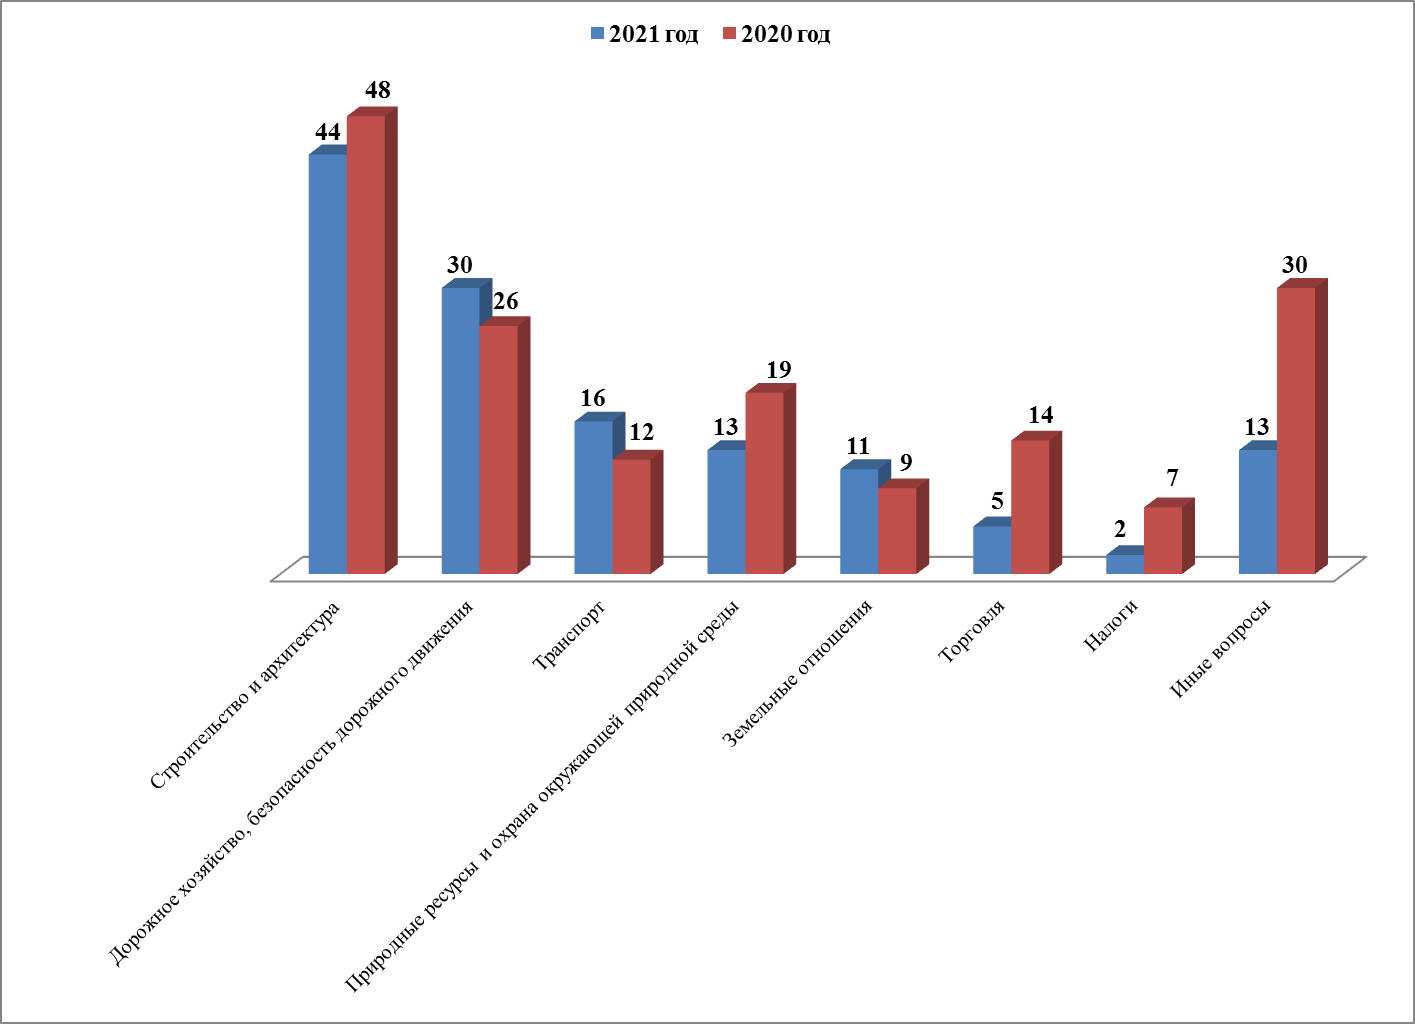 2021 год 2020 год
44 48
30 26
16 12
13 19
11 9
5 14
2 7
13 30
Строительство и архитектура
Дорожное хозяйство, безопасность дорожного движения
Транспорт
Природные ресурсы и охрана окружающей природной среды
Земельные отношения
Торговля
Налоги
Иные вопросы